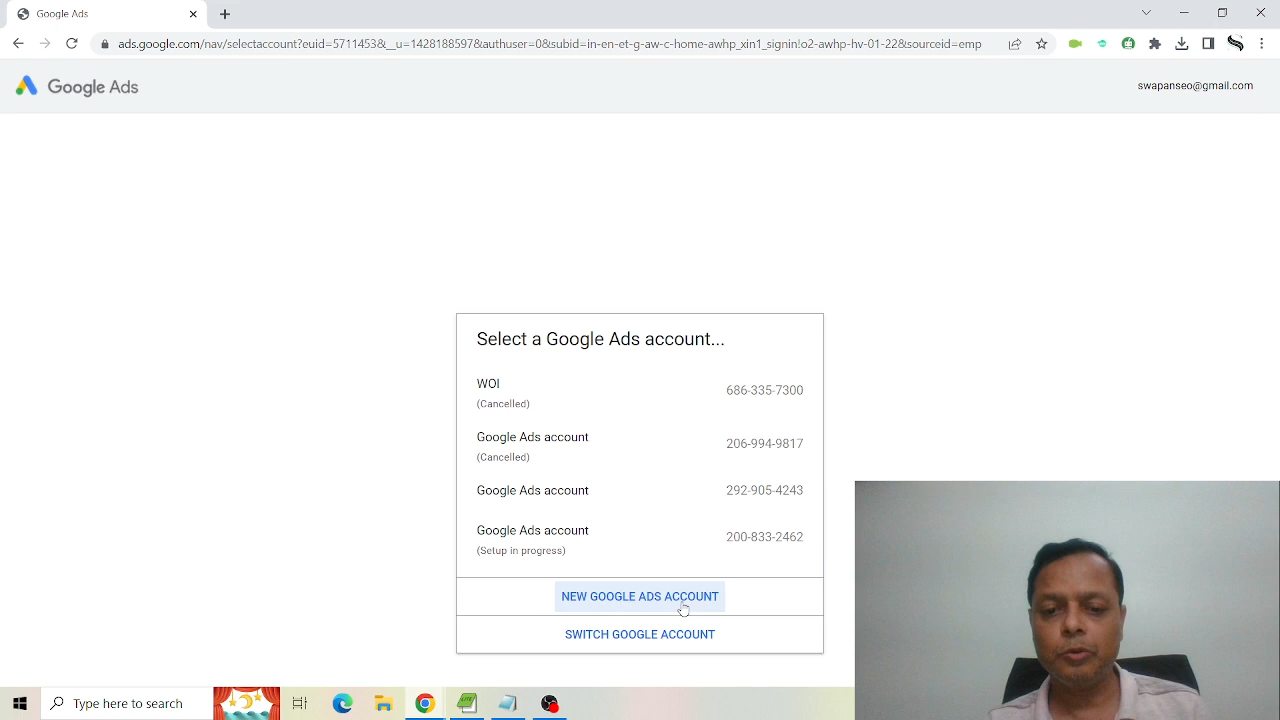 Google Ads
ads.google.com/nav/selectaccount?euid=5711453&__u=1428188597&authuser=0&subid=in-en-et-g-aw-c-home-awhp_xin1_signin!o2-awhp-hv-01-22&sourceid=emp
Google Ads
swapanseo@gmail.com
Select a Google Ads account...
WOI
686-335-7300
(Cancelled)
Google Ads account
206-994-9817
(Cancelled)
Google Ads account
292-905-4243
Google Ads account
200-833-2462
(Setup in progress)
NEW GOOGLE ADS ACCOUNT
SWITCH GOOGLE ACCOUNT
Type here to search